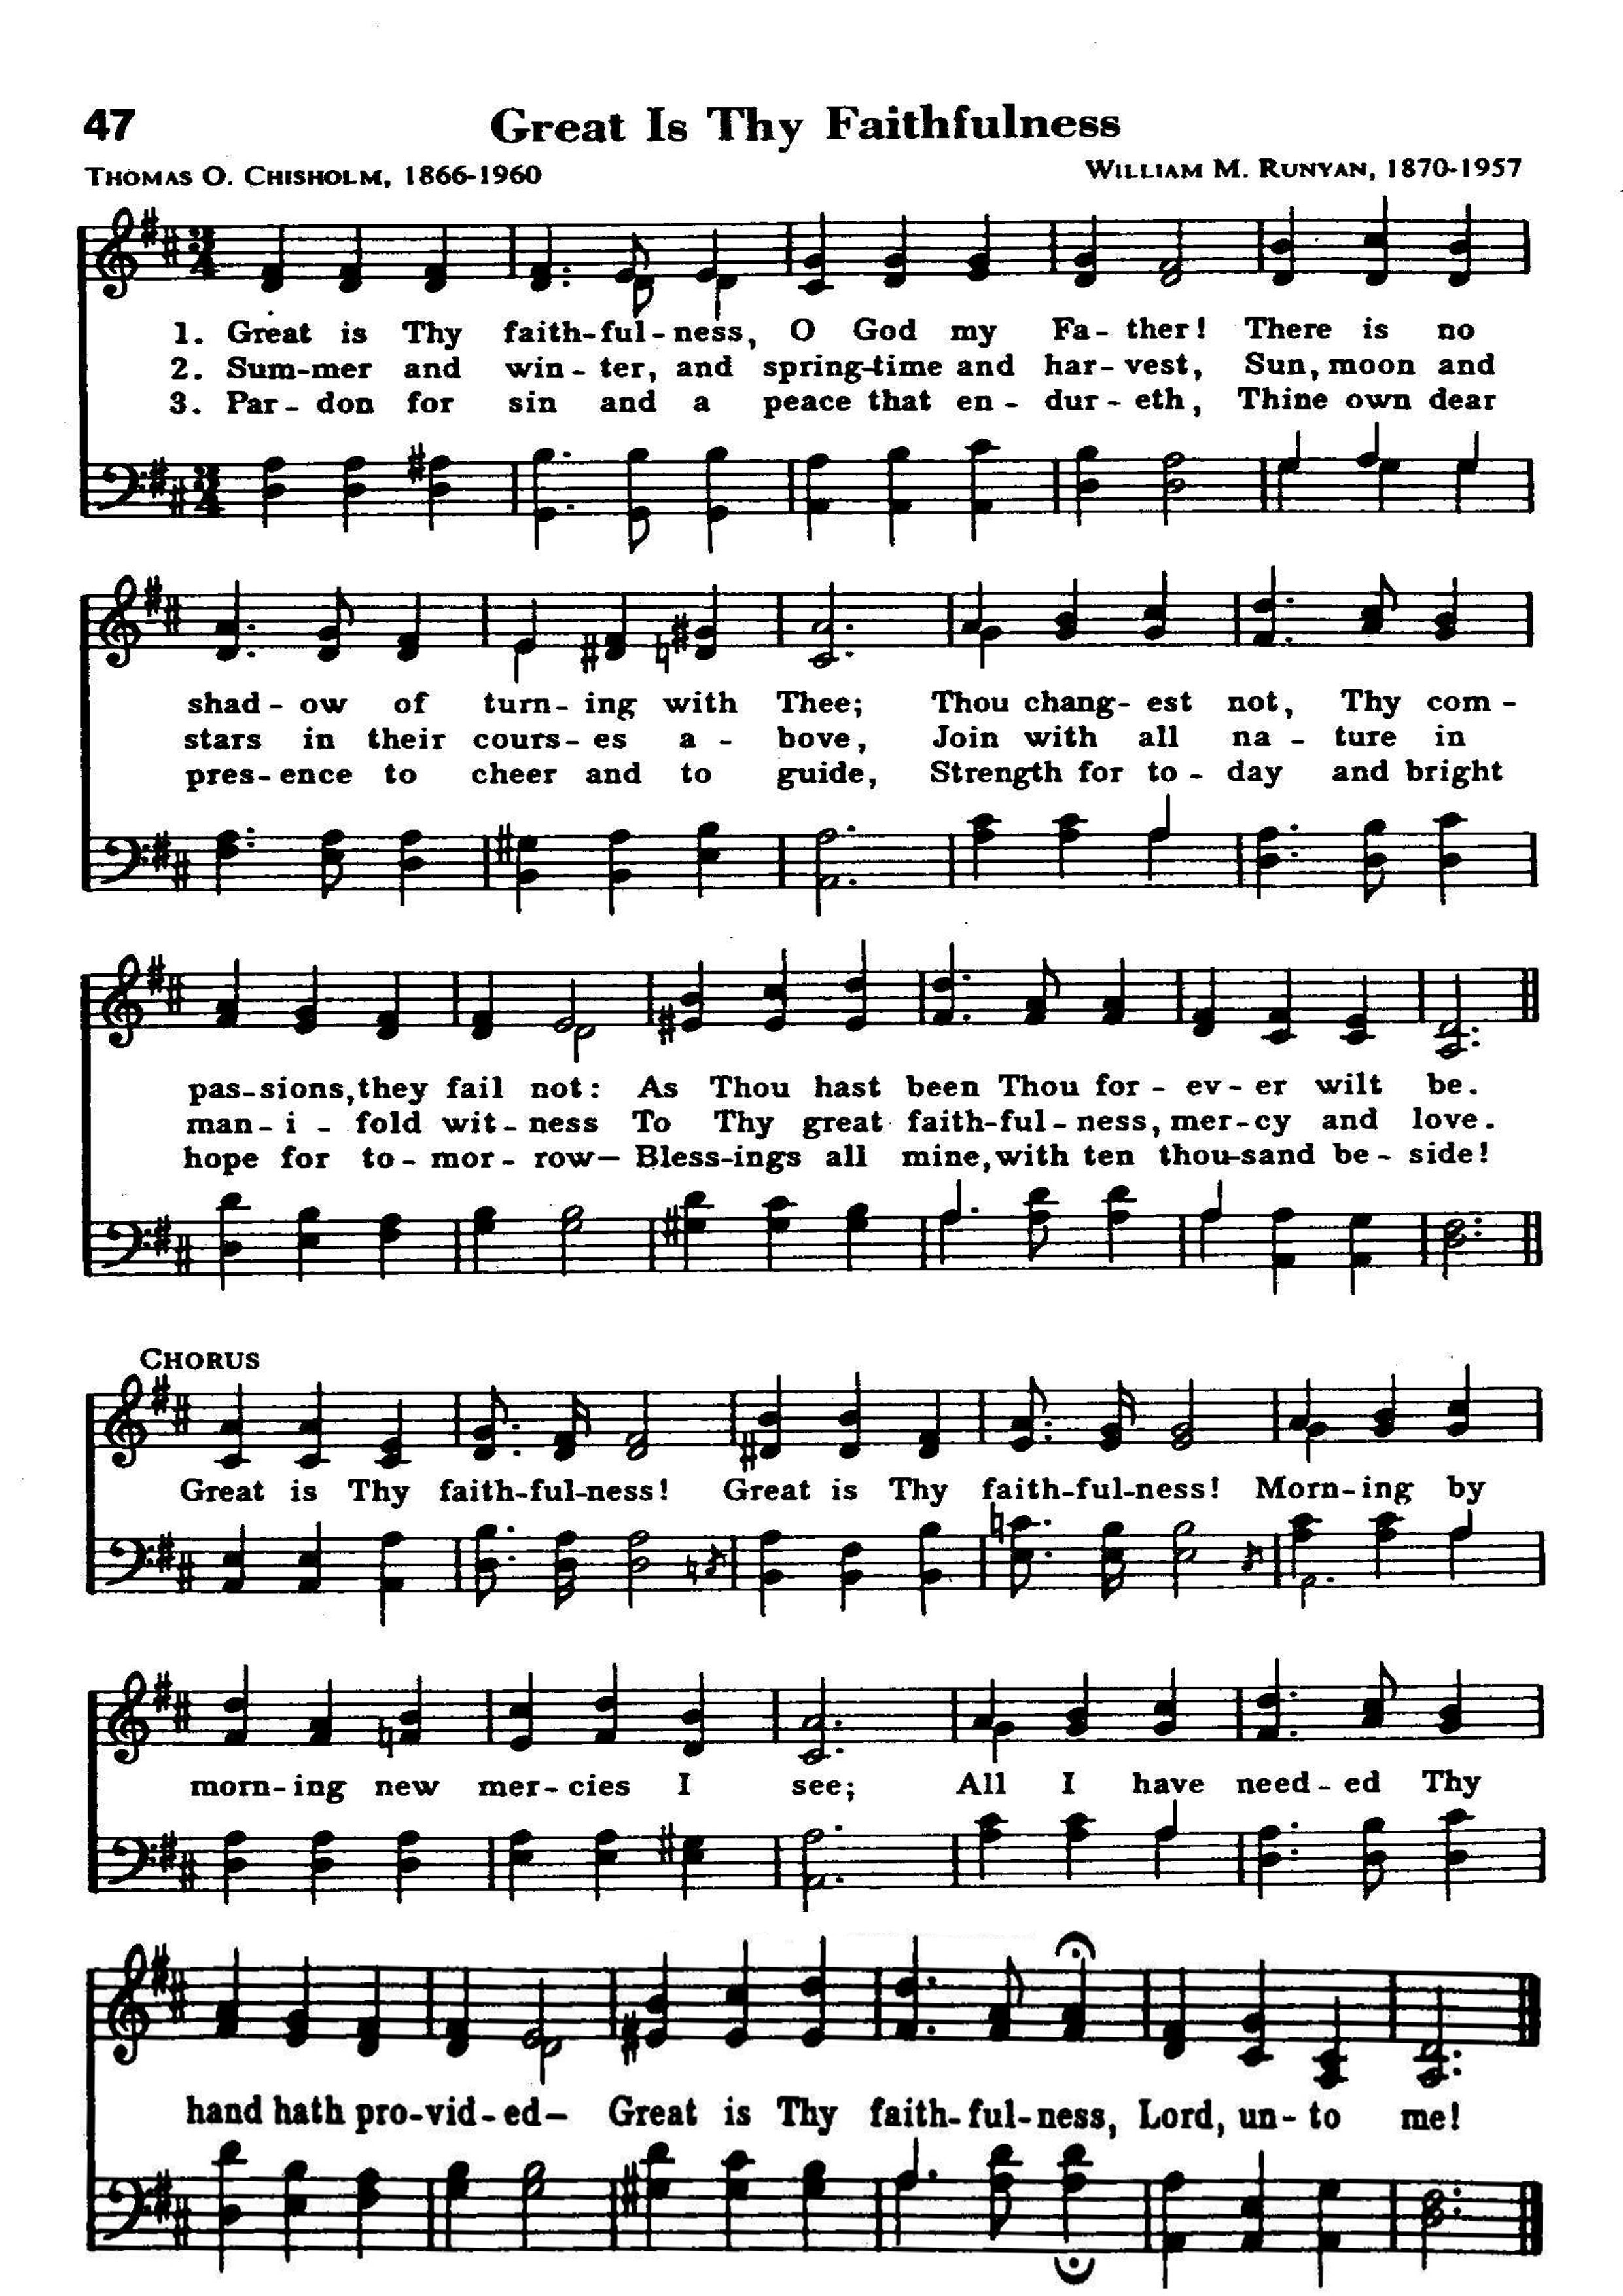 47 Great Is Thy Faithfulness
THOMAS O. CHISHOLM, 1866-1960 WILLIAM M. RUNYAN, 1870-1957
1. Great is Thy faith-ful-ness, O God my Fa-ther! There is no
2. Sum-mer and win-ter, and spring-time and har-vest, Sun, moon and
3. Par-don for sin and a peace that en-dur-eth, Thine own dear
shad-ow of turn-ing with Thee; Thou chang-est not, Thy com-
stars in their cours-es a-bove, Join with all na-ture in
pres-ence to cheer and to guide, Strength for to-day and bright
pas-sions, they fail not: As Thou hast been Thou for-ev-er wilt be.
man-i-fold wit-ness To Thy great faith-ful-ness, mer-cy and love.
hope for to-mor-row— Bless-ings all mine, with ten thou-sand be-side!
CHORUS
Great is Thy faith-ful-ness! Great is Thy faith-ful-ness! Morn-ing by
morn-ing new mer-cies I see; All I have need-ed Thy
hand hath pro-vid-ed— Great is Thy faith-ful-ness, Lord, un-to me!